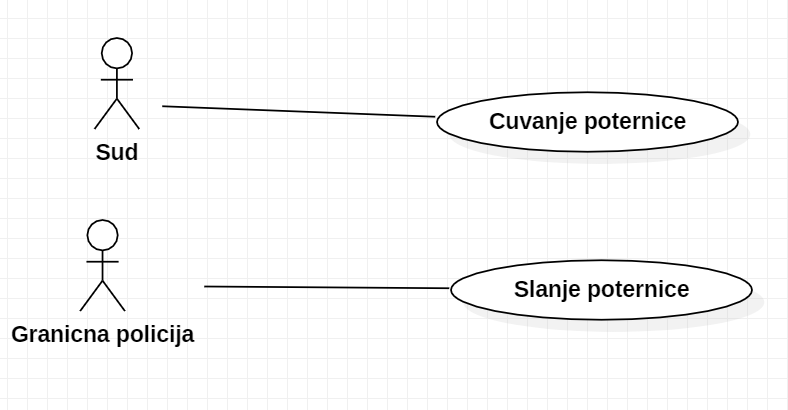 Cuvanje poternice
Sud
Slanje poternice
Granicna policija